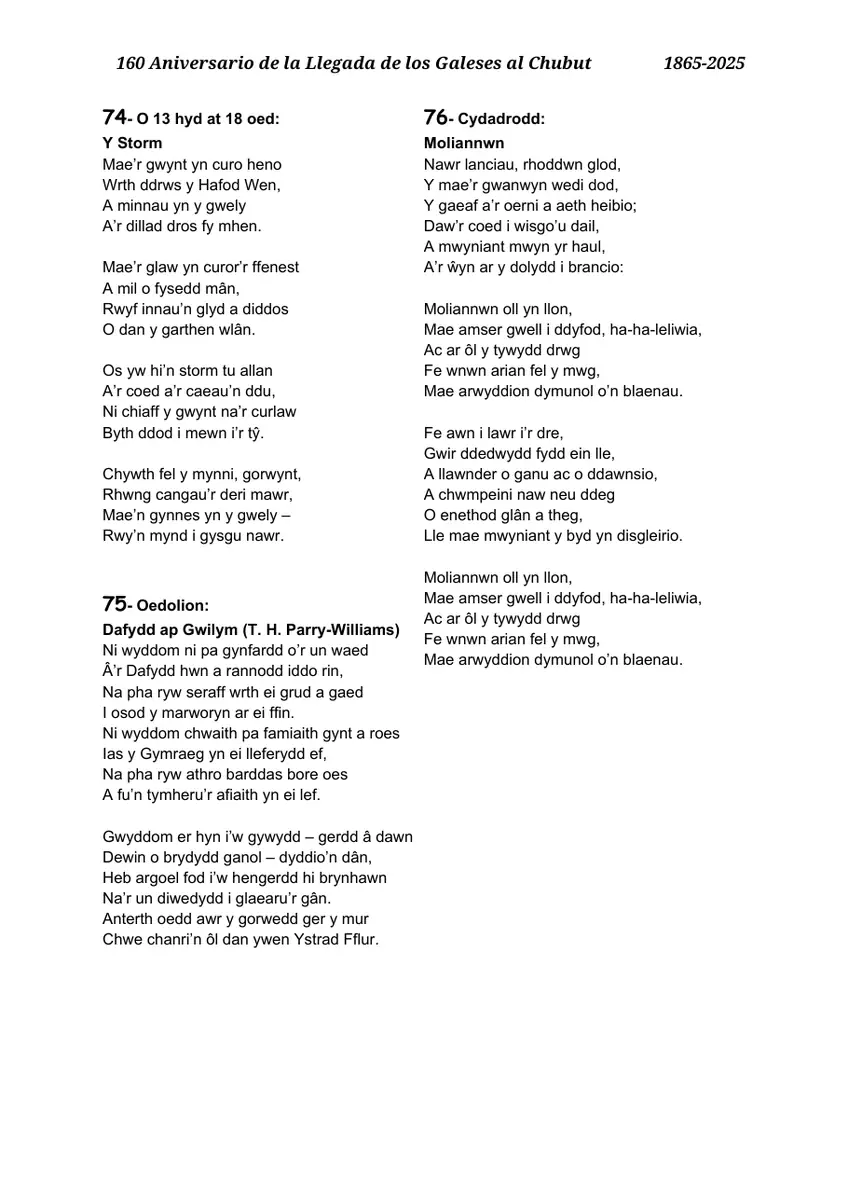 160 Aniversario de la Llegada de los Galeses al Chubut 1865-2025
74- O 13 hyd at 18 oed:
Y Storm
Mae’r gwynt yn curo heno
Wrth ddrws y Hafod Wen,
A minnau yn y gwely
A’r dillad dros fy mhen.

Mae’r glaw yn curor’r ffenest
A mil o fysedd mân,
Rwyf innau’n glyd a diddos
O dan y garthen wlân.

Os yw hi’n storm tu allan
A’r coed a’r caeau’n ddu,
Ni chiaff y gwynt na’r curlaw
Byth ddod i mewn i’r tŷ.

Chywth fel y mynni, gorwynt,
Rhwng cangau’r deri mawr,
Mae’n gynnes yn y gwely –
Rwy’n mynd i gysgu nawr.

75- Oedolion:
Dafydd ap Gwilym (T. H. Parry-Williams)
Ni wyddom ni pa gynfardd o’r un waed
Â’r Dafydd hwn a rannodd iddo rin,
Na pha ryw seraff wrth ei grud a gaed
I osod y marworyn ar ei ffin.
Ni wyddom chwaith pa famiaith gynt a roes
Ias y Gymraeg yn ei lleferydd ef,
Na pha ryw athro barddas bore oes
A fu’n tymheru’r afiaith yn ei lef.

Gwyddom er hyn i’w gywydd – gerdd â dawn
Dewin o brydydd ganol – dyddio’n dân,
Heb argoel fod i’w hengerdd hi brynhawn
Na’r un diwedydd i glaearu’r gân.
Anterth oedd awr y gorwedd ger y mur
Chwe chanri’n ôl dan ywen Ystrad Fflur.

76- Cydadrodd:
Moliannwn
Nawr lanciau, rhoddwn glod,
Y mae’r gwanwyn wedi dod,
Y gaeaf a’r oerni a aeth heibio;
Daw’r coed i wisgo’u dail,
A mwyniant mwyn yr haul,
A’r ŵyn ar y dolydd i brancio:

Moliannwn oll yn llon,
Mae amser gwell i ddyfod, ha-ha-leliwia,
Ac ar ôl y tywydd drwg
Fe wnwn arian fel y mwg,
Mae arwyddion dymunol o’n blaenau.

Fe awn i lawr i’r dre,
Gwir ddedwydd fydd ein lle,
A llawnder o ganu ac o ddawnsio,
A chwmpeini naw neu ddeg
O enethod glân a theg,
Lle mae mwyniant y byd yn disgleirio.

Moliannwn oll yn llon,
Mae amser gwell i ddyfod, ha-ha-leliwia,
Ac ar ôl y tywydd drwg
Fe wnwn arian fel y mwg,
Mae arwyddion dymunol o’n blaenau.